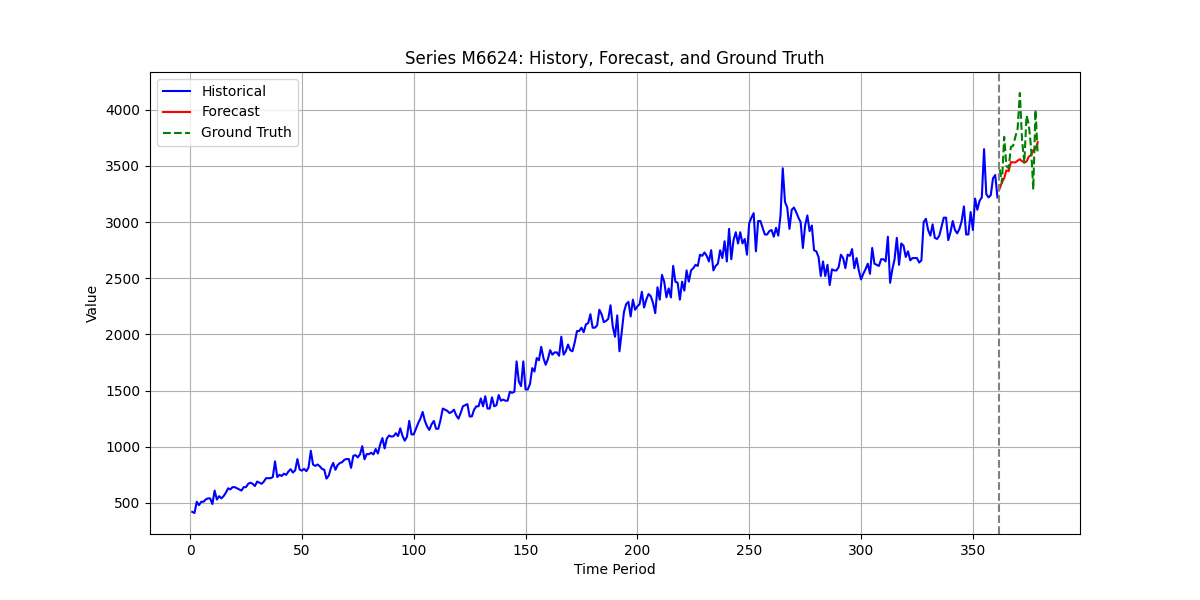 Series M6624: History, Forecast, and Ground Truth
Historical
Forecast
Ground Truth
4000
3500
3000
2500
2000
1500
1000
500
Value
0 50 100 150 200 250 300 350
Time Period